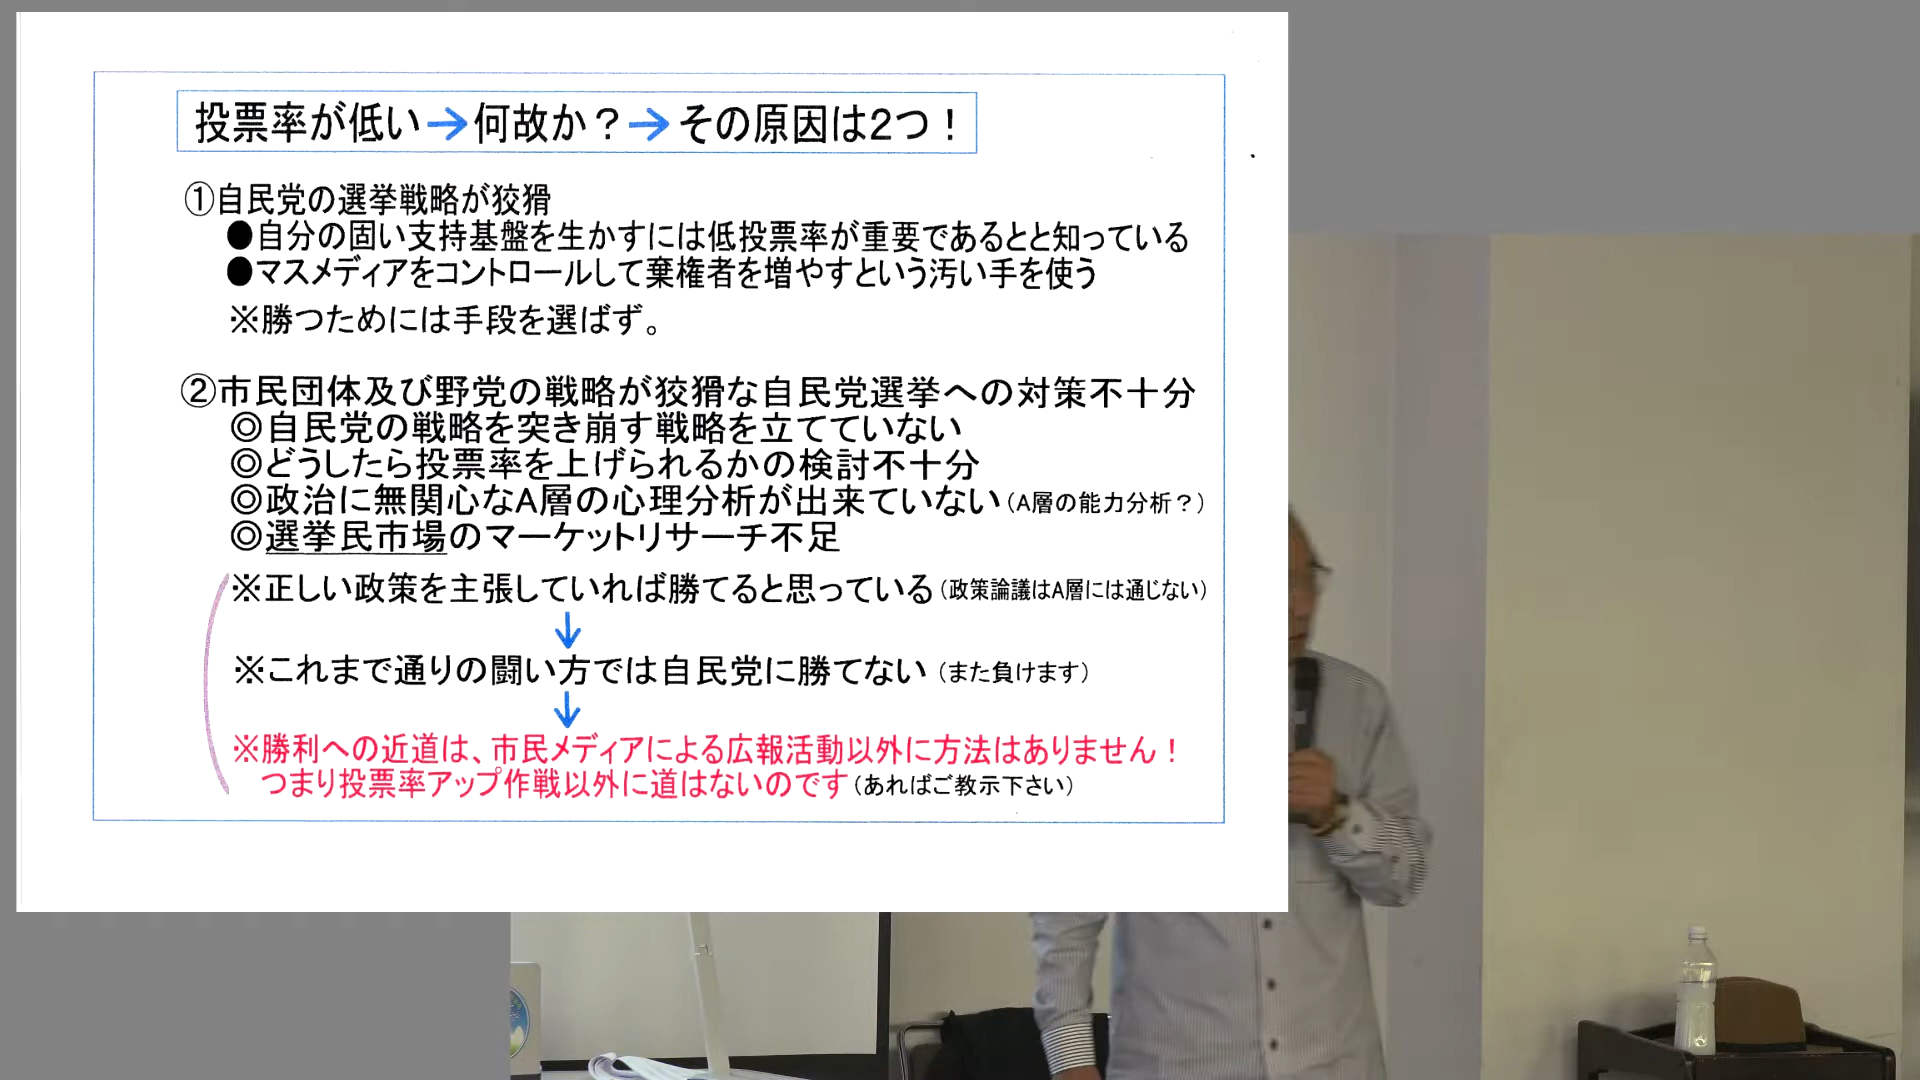 投票率が低い→何故か？→その原因は2つ！
①自民党の選挙戦略が狡猾
●自分の固い支持基盤を生かすには低投票率が重要であるとと知っている
●マスメディアをコントロールして棄権者を増やすという汚い手を使う
※勝つためには手段を選ばず。
②市民団体及び野党の戦略が狡猾な自民党選挙への対策不十分
◎自民党の戦略を突き崩す戦略を立てていない
◎どうしたら投票率を上げられるかの検討不十分
◎政治に無関心なA層の心理分析が出来ていない（A層の能力分析？）
◎選挙民市場のマーケットリサーチ不足
※正しい政策を主張していれば勝てると思っている（政策論議はA層には通じない）
↓
※これまで通りの闘い方では自民党に勝てない（また負けます）
↓
※勝利への近道は、市民メディアによる広報活動以外に方法はありません！
つまり投票率アップ作戦以外に道はないのです（あればご教示下さい）